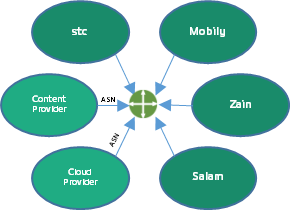 stc
Mobily
Content
Provider
ASN
Zain
ASN
Cloud
Provider
Salam